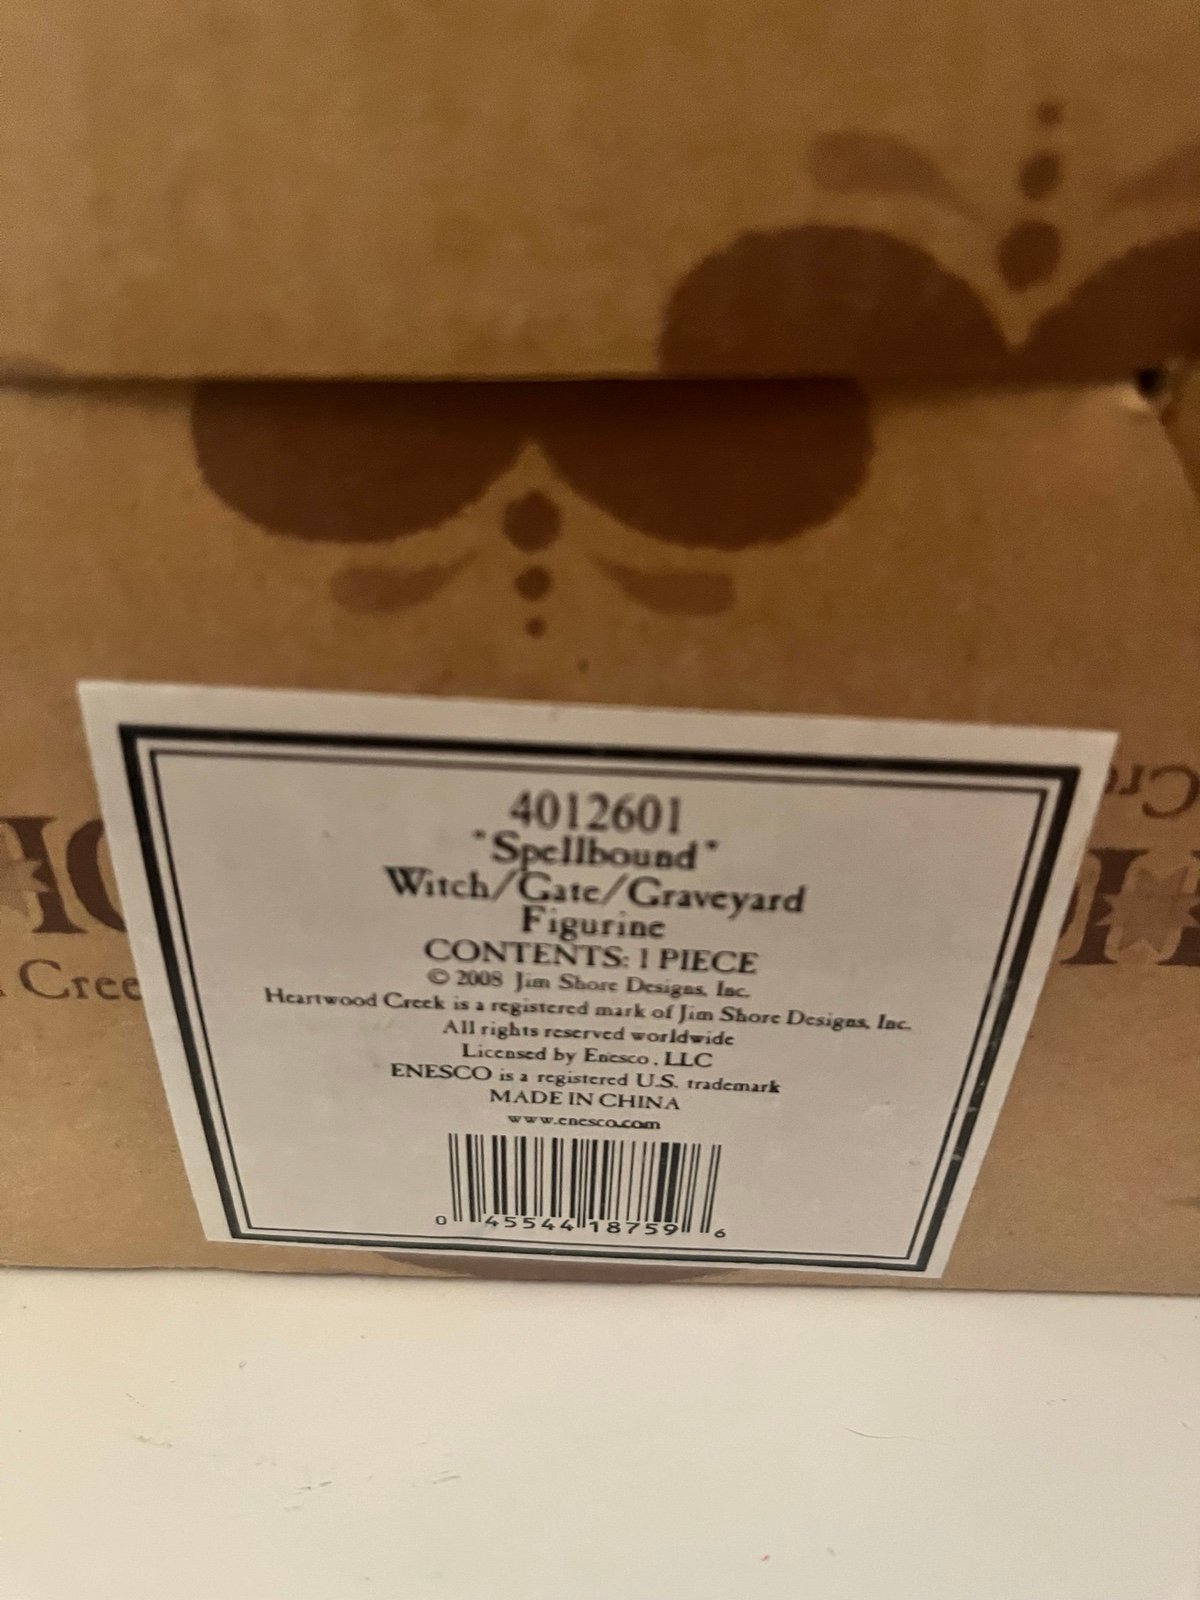 4012601
"Spellbound"
Witch/Gate/Graveyard
Figurine
CONTENTS: 1 PIECE
© 2008 Jim Shore Designs, Inc.
Heartwood Creek is a registered mark of Jim Shore Designs, Inc.
All rights reserved worldwide
Licensed by Enesco, LLC
ENESCO is a registered U.S. trademark
MADE IN CHINA
www.enesco.com
0 45544 18759 6